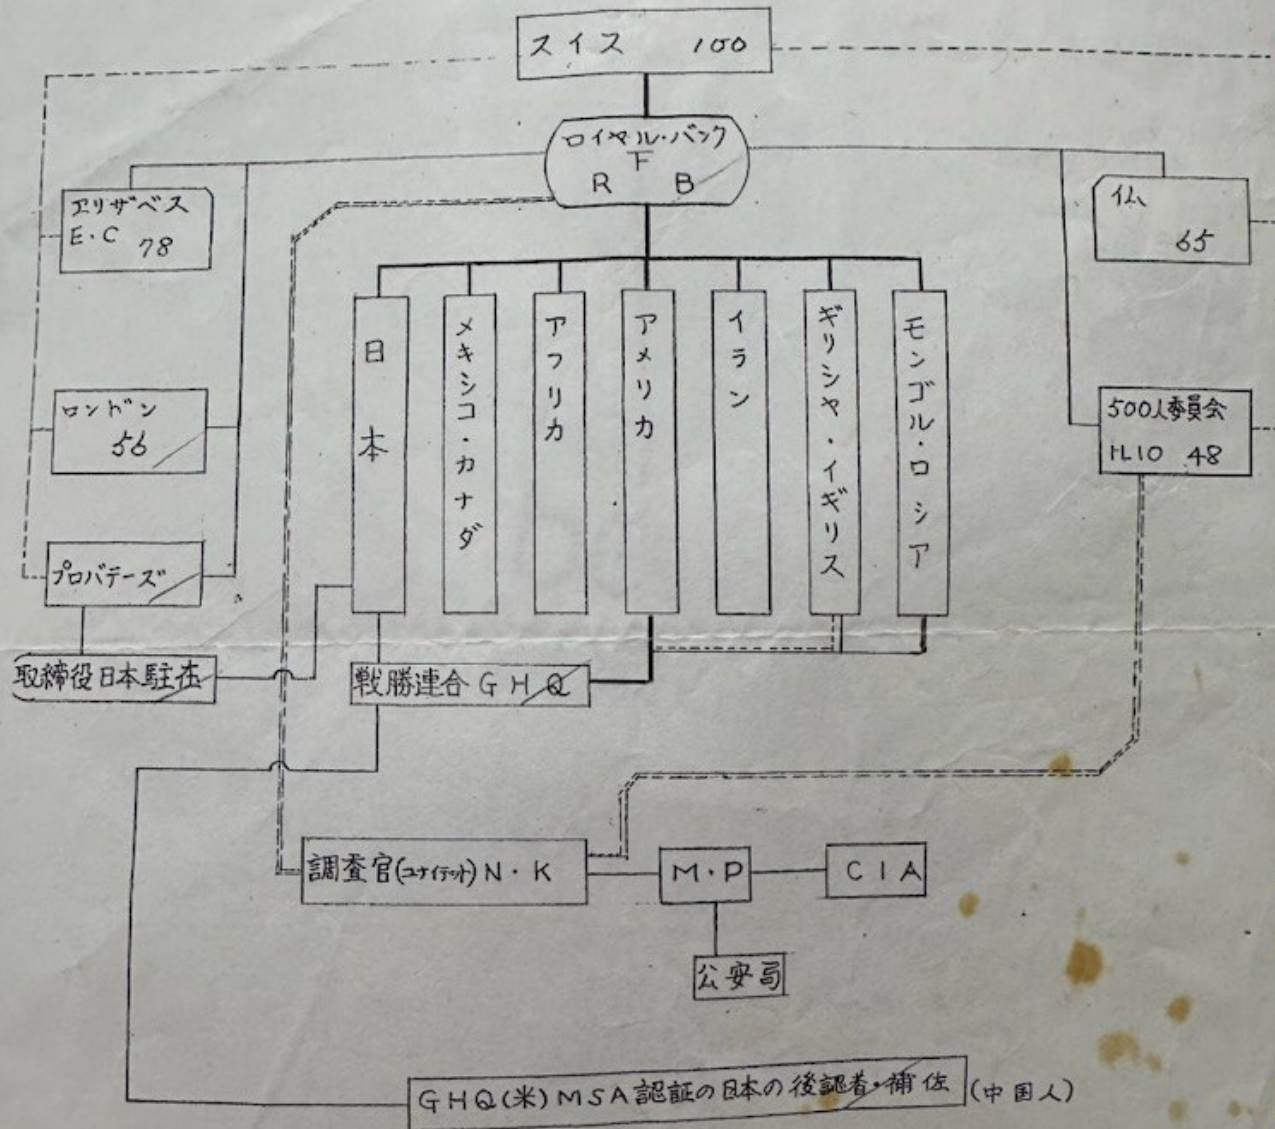 スイス 100
ロイヤル・バンク
F
R B
エリザベス
E・C 78
仏
65
日本
メキシコ・カナダ
アフリカ
アメリカ
イラン
ギリシャ・イギリス
モンゴル・ロシア
ロンドン
56
500人委員会
48
プロバテーズ
取締役日本駐在
戦勝連合GHQ
調査官(ユナイテット)N・K
M・P
CIA
公安局
GHQ(米)MSA認証の日本の後認者・補佐 (中国人)